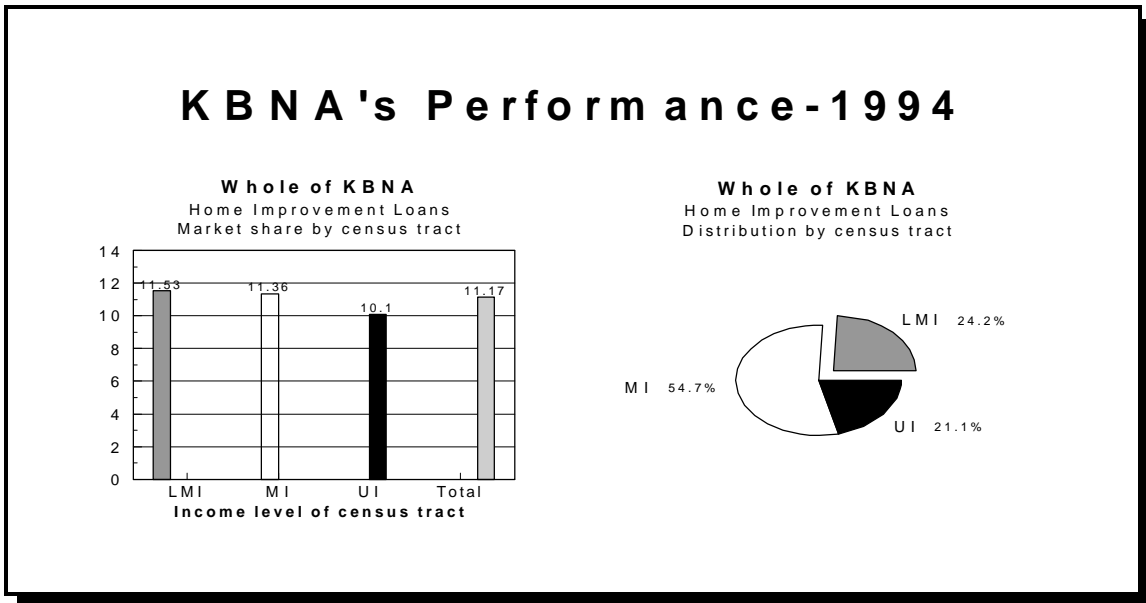 KBNA's Performance-1994
Whole of KBNA
Home Improvement Loans
Market share by census tract
14
12
10
8
6
4
2
0
11.53
11.36
10.1
11.17
LMI MI UI Total
Income level of census tract
Whole of KBNA
Home Improvement Loans
Distribution by census tract
LMI 24.2%
MI 54.7%
UI 21.1%